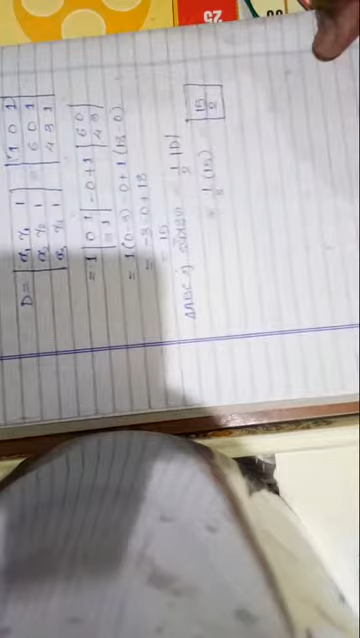 D = | x₁ y₁ 1 | = | 1 0 1 |
| x₂ y₂ 1 | | 6 0 1 |
| x₃ y₃ 1 | | 4 3 1 |
= 1 | 0 1 | - 0 + 1 | 6 0 |
| 3 1 | | 4 3 |
= 1 (0-3) - 0 + 1 (18-0)
= -3 - 0 + 18
= 15
ΔABC = 1/2 |D|
= 1/2 (15)
= 15/2
25